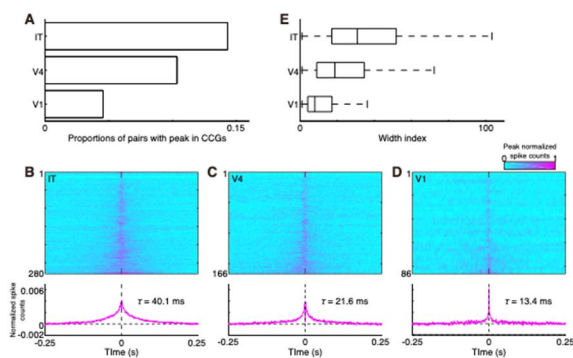 A
IT
V4
V1
0
0.15
Proportions of pairs with peak in CCGs
E
IT
V4
V1
0
100
Width index
Peak normalized
0 spike counts 1
B
1
IT
280
C
1
V4
166
D
1
V1
86
Normalized spike
counts
0.006
0
-0.002
τ = 40.1 ms
τ = 21.6 ms
τ = 13.4 ms
-0.25
0
0.25
Time (s)
-0.25
0
0.25
Time (s)
-0.25
0
0.25
Time (s)